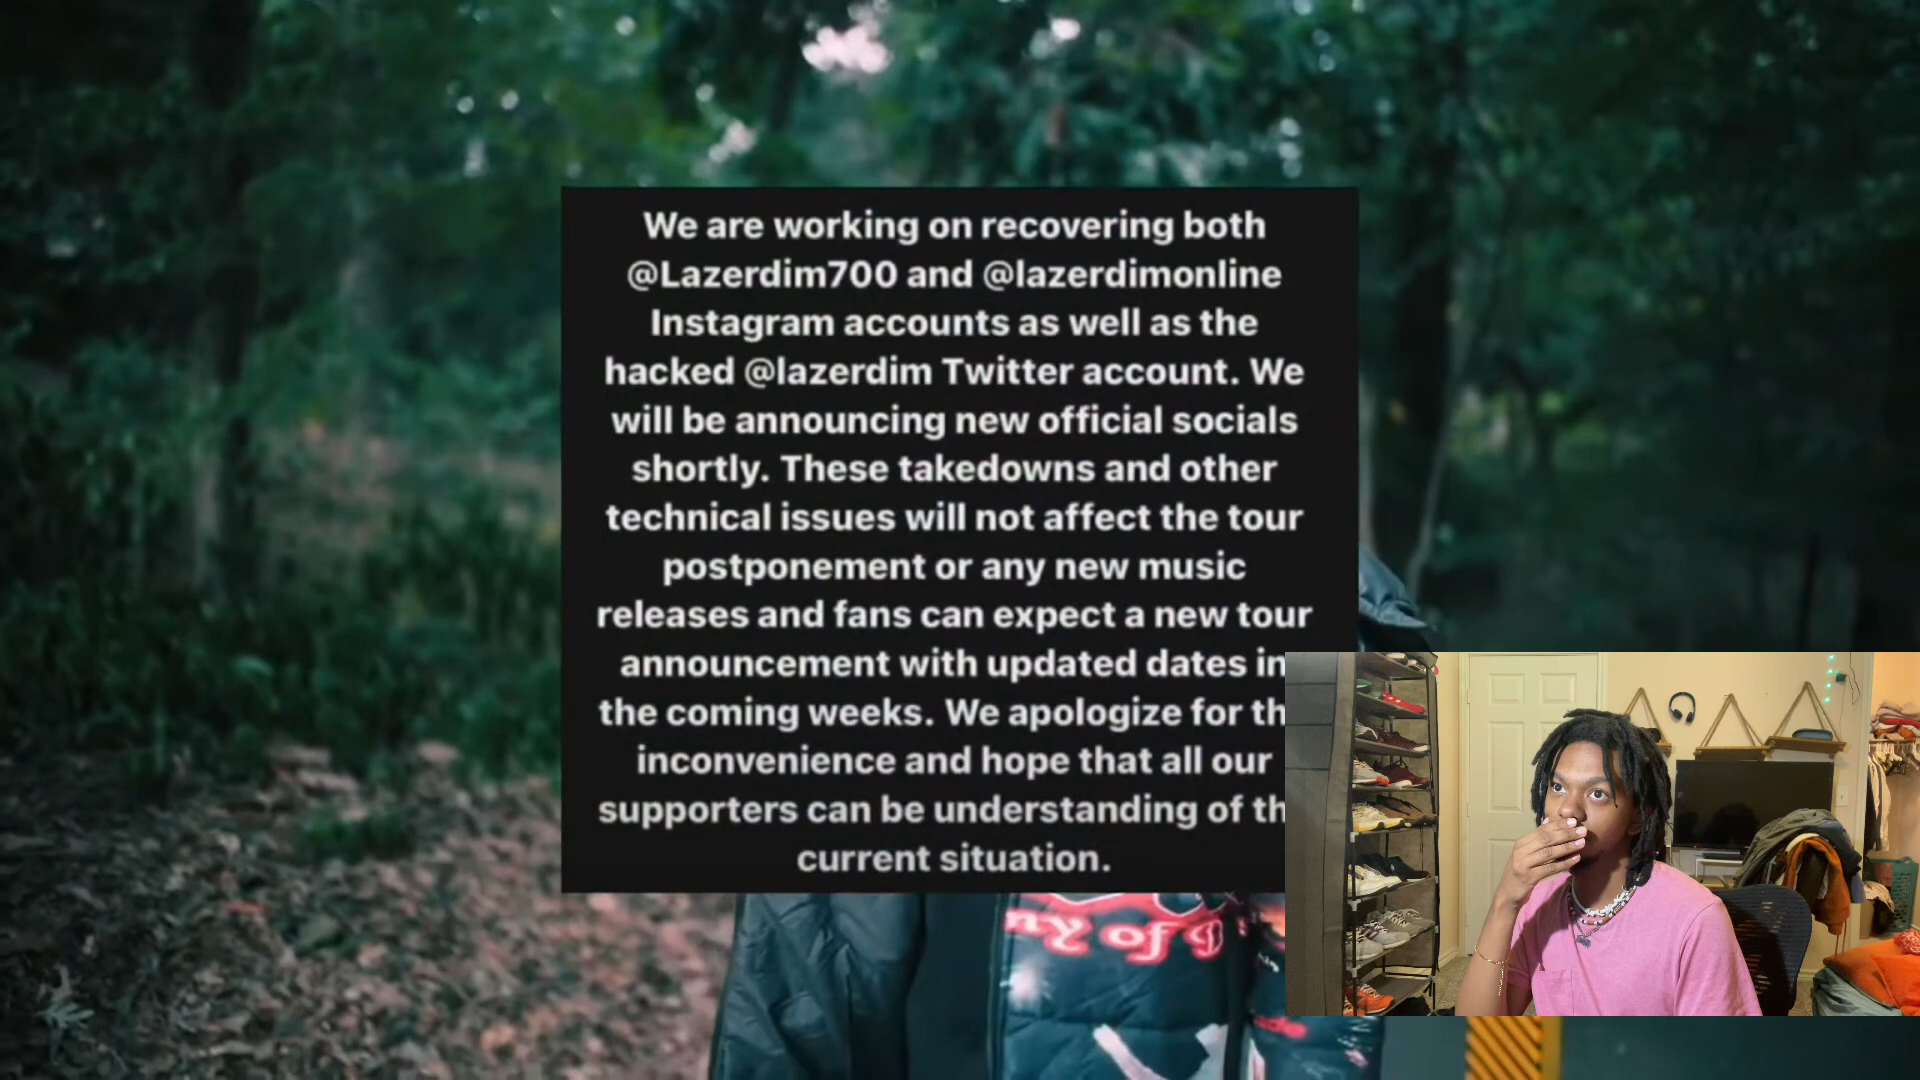 We are working on recovering both
@Lazerdim700 and @lazerdimonline
Instagram accounts as well as the
hacked @lazerdim Twitter account. We
will be announcing new official socials
shortly. These takedowns and other
technical issues will not affect the tour
postponement or any new music
releases and fans can expect a new tour
announcement with updated dates in
the coming weeks. We apologize for th
inconvenience and hope that all our
supporters can be understanding of th
current situation.
ny of